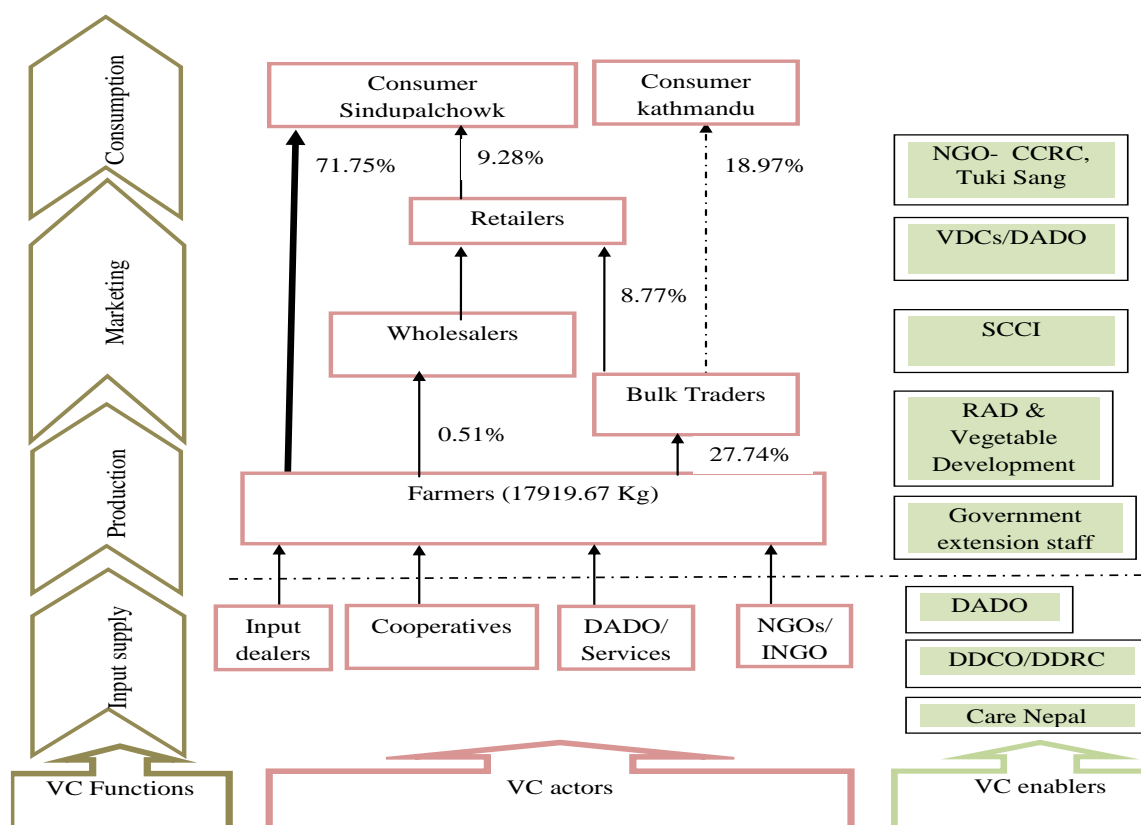 Consumption
Marketing
Production
Input supply
VC Functions
Consumer
Sindupalchowk
Consumer
kathmandu
71.75%
9.28%
18.97%
Retailers
8.77%
Wholesalers
Bulk Traders
0.51%
27.74%
Farmers (17919.67 Kg)
Input
dealers
Cooperatives
DADO/
Services
NGOs/
INGO
VC actors
NGO- CCRC,
Tuki Sang
VDCs/DADO
SCCI
RAD &
Vegetable
Development
Government
extension staff
DADO
DDCO/DDRC
Care Nepal
VC enablers